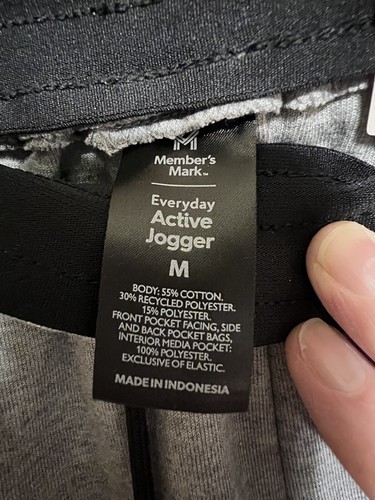 Member's
Mark™
Everyday
Active
Jogger
M
BODY: 55% COTTON.
30% RECYCLED POLYESTER.
15% POLYESTER.
FRONT POCKET FACING, SIDE
AND BACK POCKET BAGS,
INTERIOR MEDIA POCKET:
100% POLYESTER.
EXCLUSIVE OF ELASTIC.
MADE IN INDONESIA